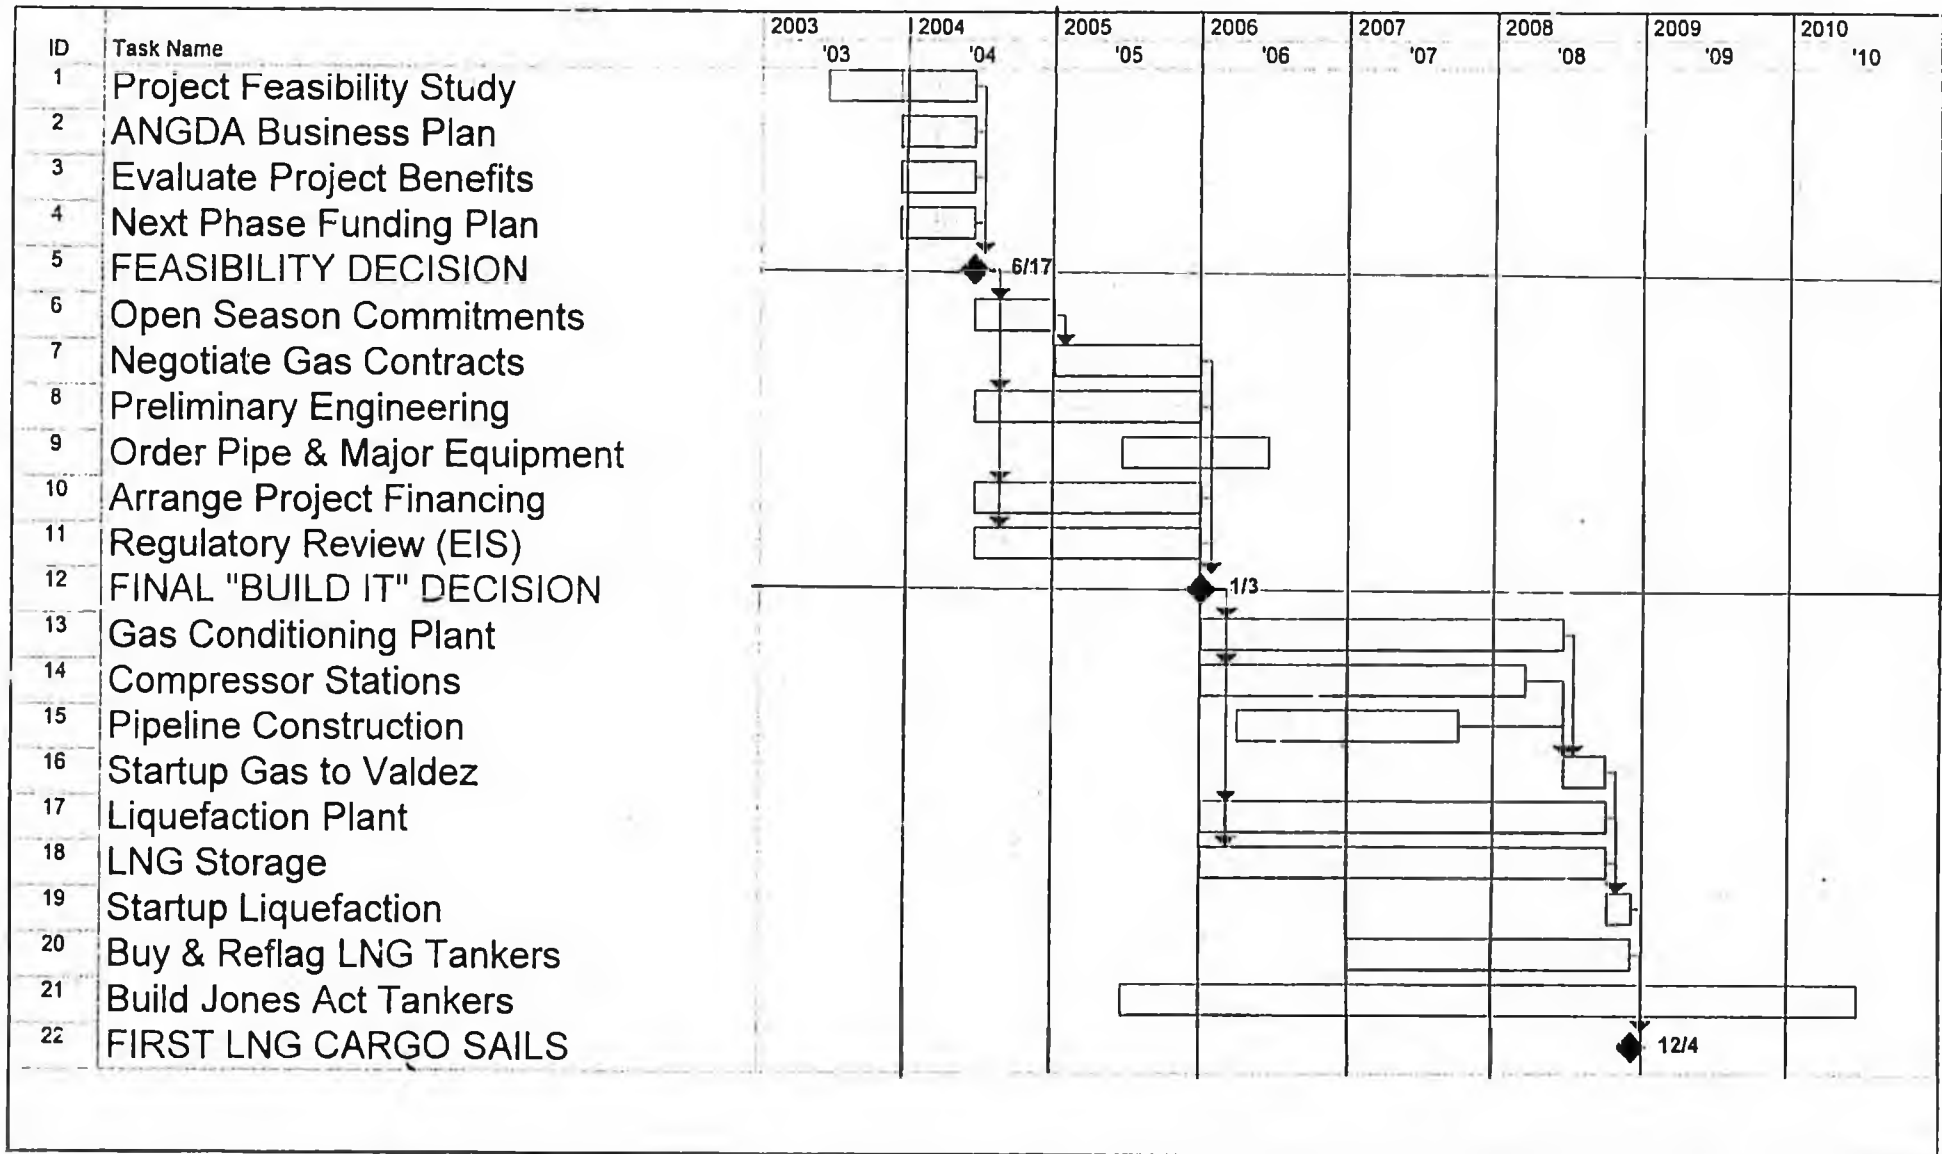 2003 2004 2005 2006 2007 2008 2009 2010
ID Task Name '03 '04 '05 '06 '07 '08 '09 '10
1 Project Feasibility Study
2 ANGDA Business Plan
3 Evaluate Project Benefits
4 Next Phase Funding Plan
5 FEASIBILITY DECISION 6/17
6 Open Season Commitments
7 Negotiate Gas Contracts
8 Preliminary Engineering
9 Order Pipe & Major Equipment
10 Arrange Project Financing
11 Regulatory Review (EIS)
12 FINAL "BUILD IT" DECISION 1/3
13 Gas Conditioning Plant
14 Compressor Stations
15 Pipeline Construction
16 Startup Gas to Valdez
17 Liquefaction Plant
18 LNG Storage
19 Startup Liquefaction
20 Buy & Reflag LNG Tankers
21 Build Jones Act Tankers
22 FIRST LNG CARGO SAILS 12/4